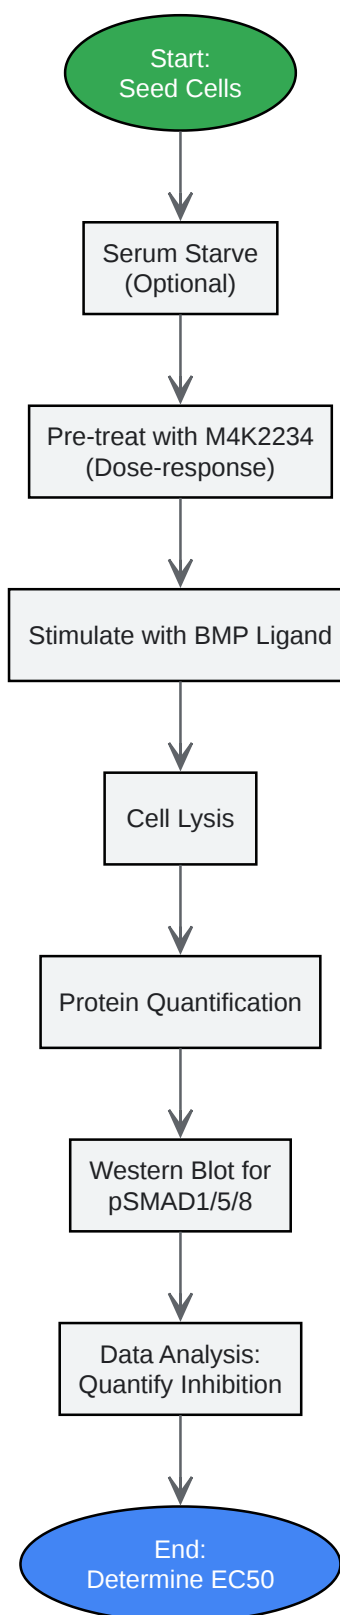 Start:
Seed Cells
Serum Starve
(Optional)
Pre-treat with M4K2234
(Dose-response)
Stimulate with BMP Ligand
Cell Lysis
Protein Quantification
Western Blot for
pSMAD1/5/8
Data Analysis:
Quantify Inhibition
End:
Determine EC50